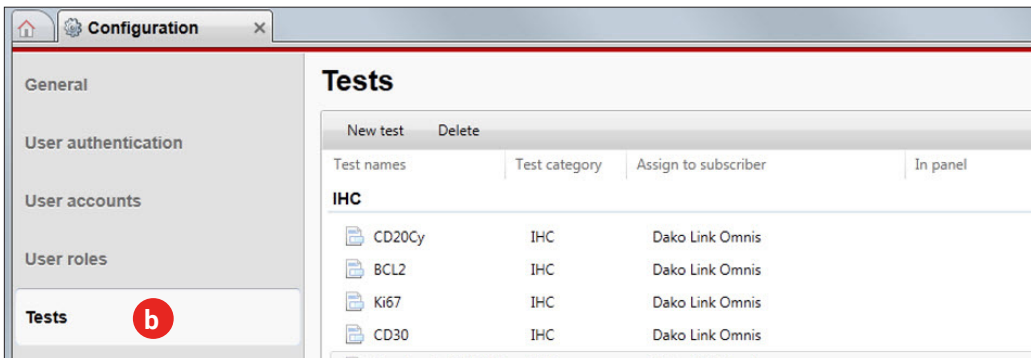 Configuration ×
General
User authentication
User accounts
User roles
Tests b
Tests
New test Delete
Test names Test category Assign to subscriber In panel
IHC
CD20Cy IHC Dako Link Omnis
BCL2 IHC Dako Link Omnis
Ki67 IHC Dako Link Omnis
CD30 IHC Dako Link Omnis